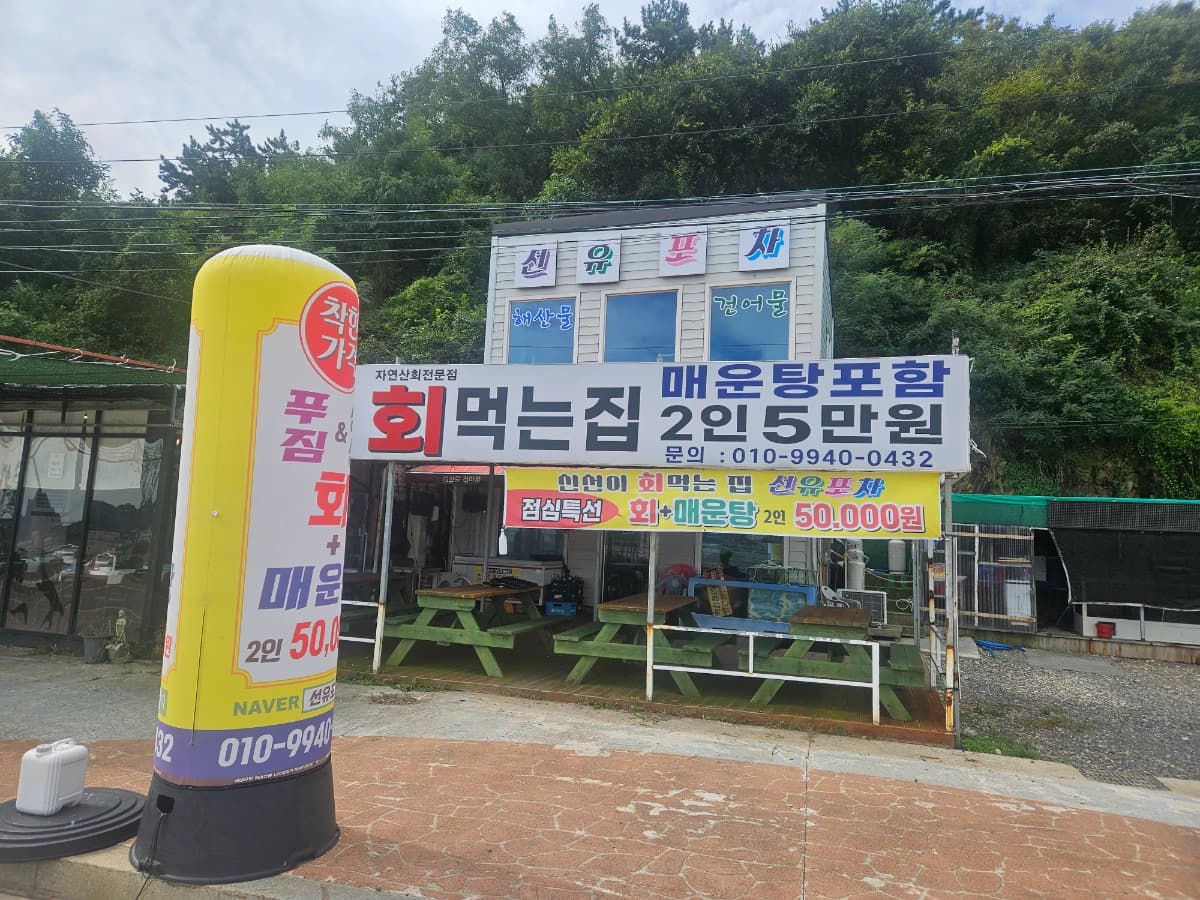 선유포차
해산물
건어물
자연산회전문점
회먹는집
매운탕포함
2인 5만원
문의 : 010-9940-0432
신선이 회먹는 집 선유포차
점심특선 회+매운탕 2인 50.000원
착한
가
푸짐
&
회
+
매운
2인 50,0
NAVER 선유포
010-9940-
432